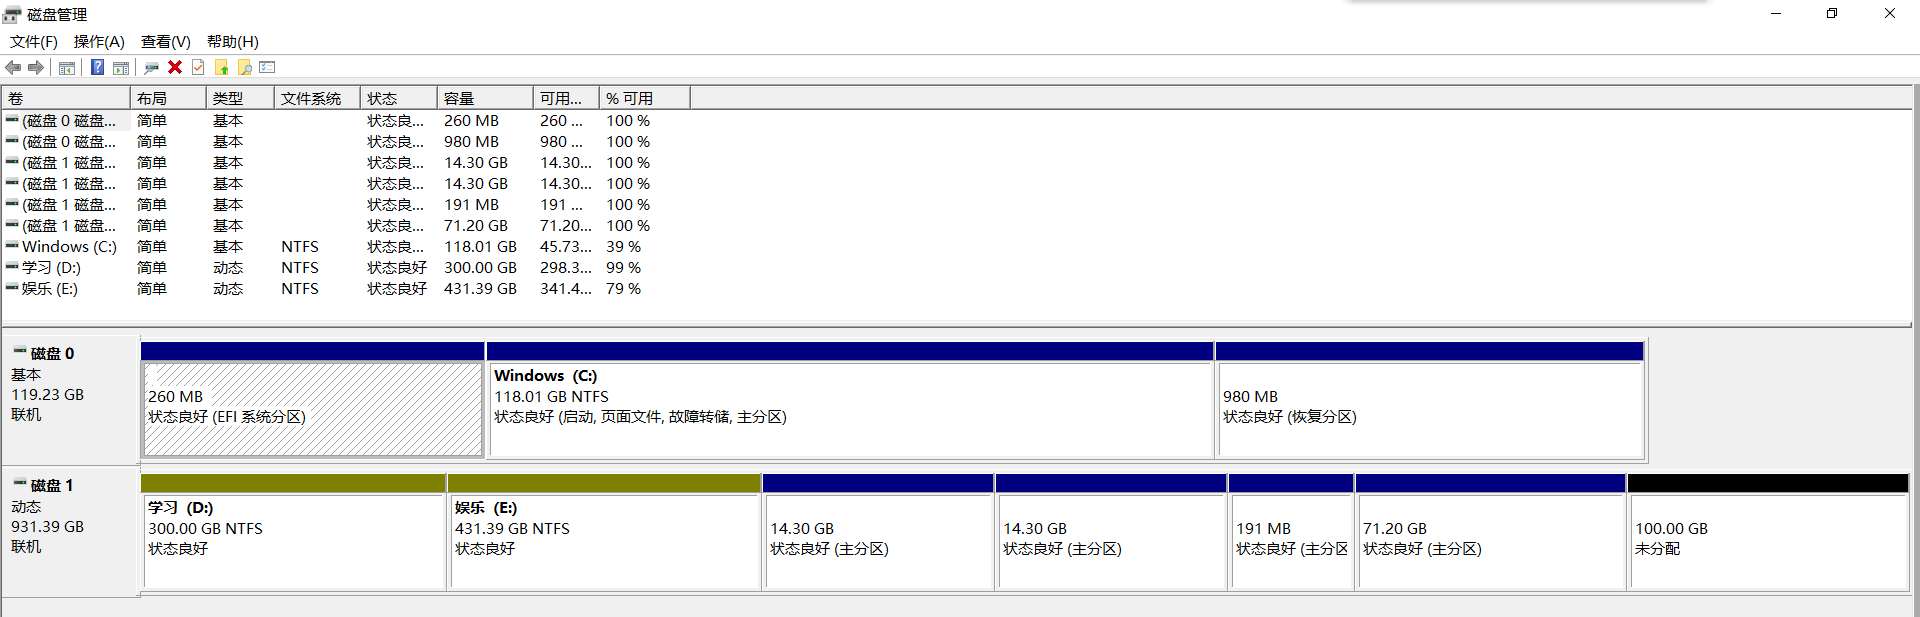 磁盘管理
文件(F) 操作(A) 查看(V) 帮助(H)
卷 布局 类型 文件系统 状态 容量 可用... % 可用
(磁盘 0 磁盘... 简单 基本 状态良... 260 MB 260 ... 100 %
(磁盘 0 磁盘... 简单 基本 状态良... 980 MB 980 ... 100 %
(磁盘 1 磁盘... 简单 基本 状态良... 14.30 GB 14.30... 100 %
(磁盘 1 磁盘... 简单 基本 状态良... 14.30 GB 14.30... 100 %
(磁盘 1 磁盘... 简单 基本 状态良... 191 MB 191 ... 100 %
(磁盘 1 磁盘... 简单 基本 状态良... 71.20 GB 71.20... 100 %
Windows (C:) 简单 基本 NTFS 状态良... 118.01 GB 45.73... 39 %
学习 (D:) 简单 动态 NTFS 状态良好 300.00 GB 298.3... 99 %
娱乐 (E:) 简单 动态 NTFS 状态良好 431.39 GB 341.4... 79 %
磁盘 0
基本
119.23 GB
联机
260 MB
状态良好 (EFI 系统分区)
Windows (C:)
118.01 GB NTFS
状态良好 (启动, 页面文件, 故障转储, 主分区)
980 MB
状态良好 (恢复分区)
磁盘 1
动态
931.39 GB
联机
学习 (D:)
300.00 GB NTFS
状态良好
娱乐 (E:)
431.39 GB NTFS
状态良好
14.30 GB
状态良好 (主分区)
14.30 GB
状态良好 (主分区)
191 MB
状态良好 (主分区
71.20 GB
状态良好 (主分区)
100.00 GB
未分配